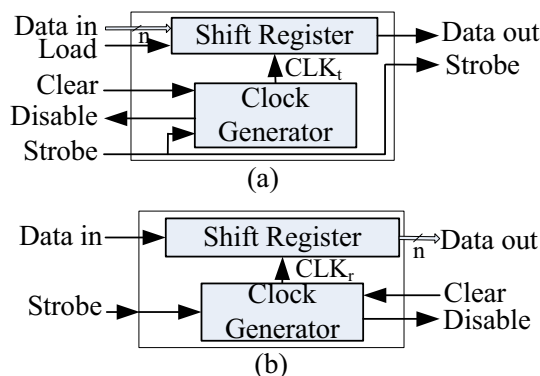 Data in
n
Load
Shift Register
Data out
Strobe
CLKt
Clear
Disable
Strobe
Clock
Generator
(a)
Data in
Shift Register
n
Data out
CLKr
Strobe
Clock
Generator
Clear
Disable
(b)